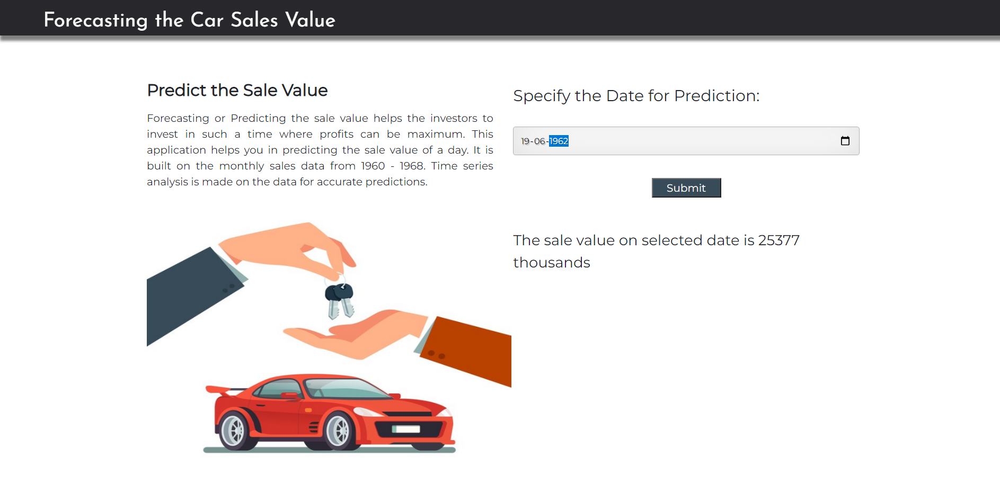 Forecasting the Car Sales Value
Predict the Sale Value
Forecasting or Predicting the sale value helps the investors to
invest in such a time where profits can be maximum. This
application helps you in predicting the sale value of a day. It is
built on the monthly sales data from 1960 - 1968. Time series
analysis is made on the data for accurate predictions.
Specify the Date for Prediction:
19-06-1962
Submit
The sale value on selected date is 25377
thousands